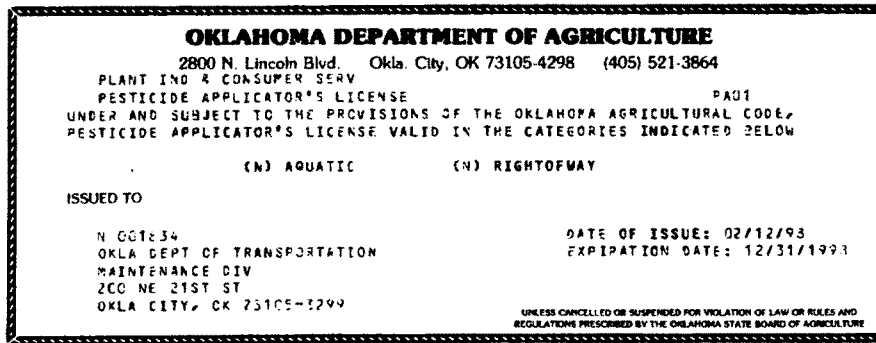 OKLAHOMA DEPARTMENT OF AGRICULTURE
2800 N. Lincoln Blvd. Okla. City, OK 73105-4298 (405) 521-3864
PLANT IND & CONSUMER SERV
PESTICIDE APPLICATOR'S LICENSE PA01
UNDER AND SUBJECT TO THE PROVISIONS OF THE OKLAHOMA AGRICULTURAL CODE,
PESTICIDE APPLICATOR'S LICENSE VALID IN THE CATEGORIES INDICATED BELOW
(N) AQUATIC (N) RIGHTOFWAY
ISSUED TO
N DATE OF ISSUE: 02/12/93
OKLA DEPT OF TRANSPORTATION EXPIRATION DATE: 12/31/1993
MAINTENANCE DIV
200 NE 21ST ST
OKLA CITY, OK 73105-3299
UNLESS CANCELLED OR SUSPENDED FOR VIOLATION OF LAW OR RULES AND
REGULATIONS PRESCRIBED BY THE OKLAHOMA STATE BOARD OF AGRICULTURE